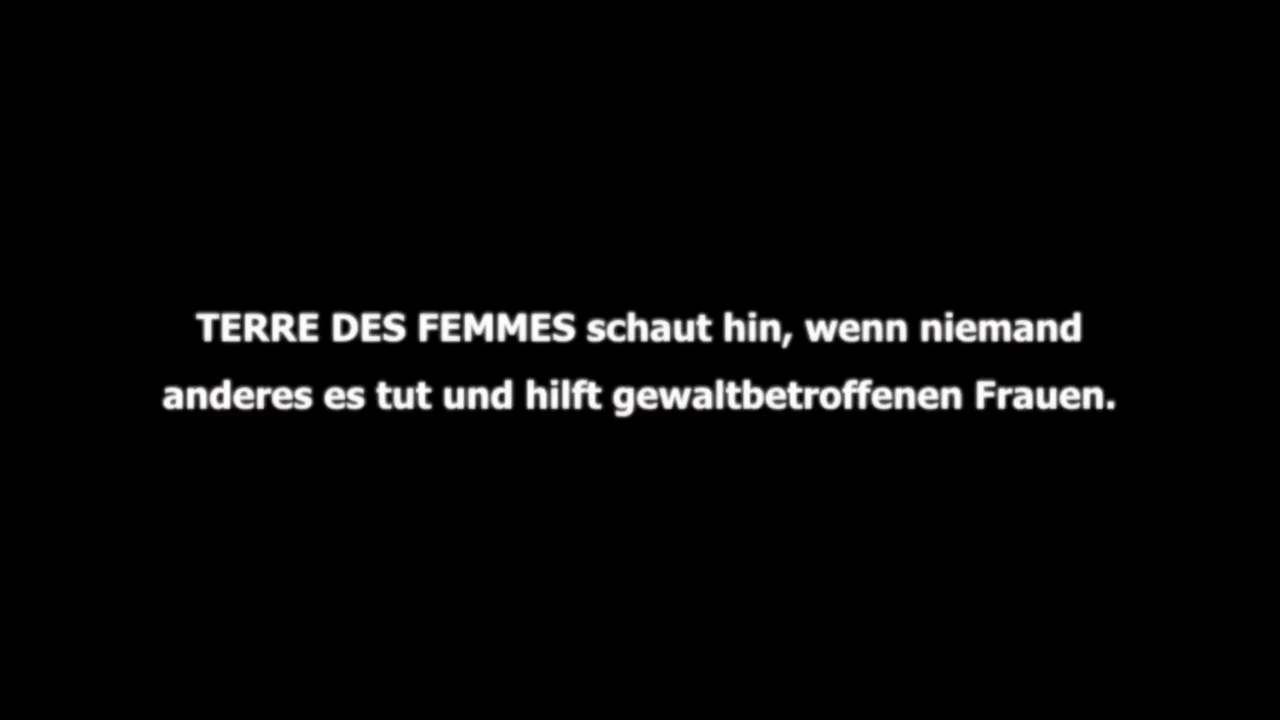 TERRE DES FEMMES schaut hin, wenn niemand
anderes es tut und hilft gewaltbetroffenen Frauen.